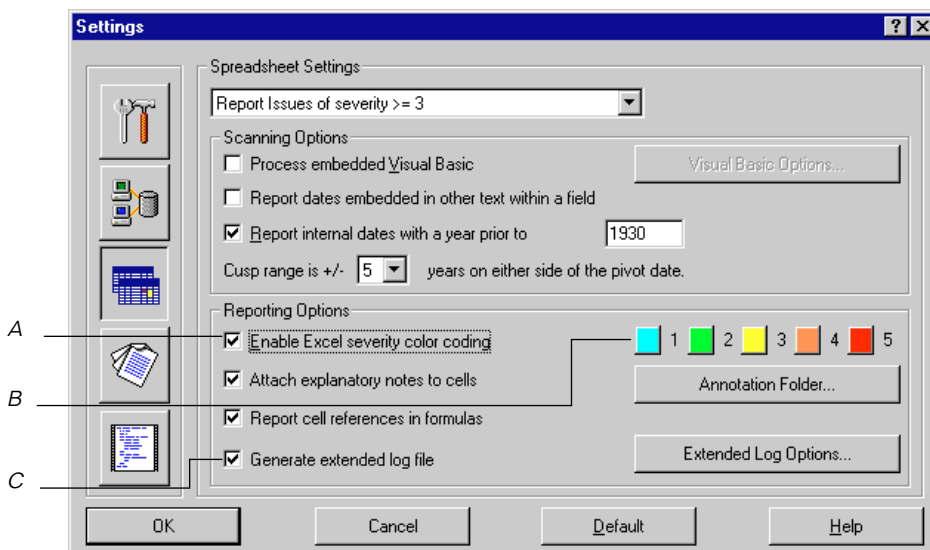 Settings
Spreadsheet Settings
Report Issues of severity >= 3
Scanning Options
Process embedded Visual Basic
Visual Basic Options...
Report dates embedded in other text within a field
Report internal dates with a year prior to 1930
Cusp range is +/- 5 years on either side of the pivot date.
Reporting Options
A
Enable Excel severity color coding
1 2 3 4 5
Attach explanatory notes to cells
Annotation Folder...
B
Report cell references in formulas
Generate extended log file
Extended Log Options...
C
OK Cancel Default Help